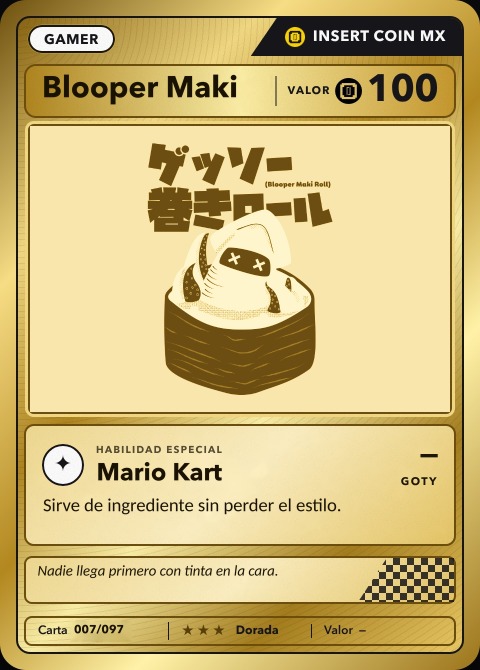 GAMER
INSERT COIN MX
Blooper Maki
VALOR 100
ゲッソー
(Blooper Maki Roll)
巻きロール
HABILIDAD ESPECIAL
Mario Kart
–
GOTY
Sirve de ingrediente sin perder el estilo.
Nadie llega primero con tinta en la cara.
Carta 007/097
★ ★ ★ Dorada
Valor –